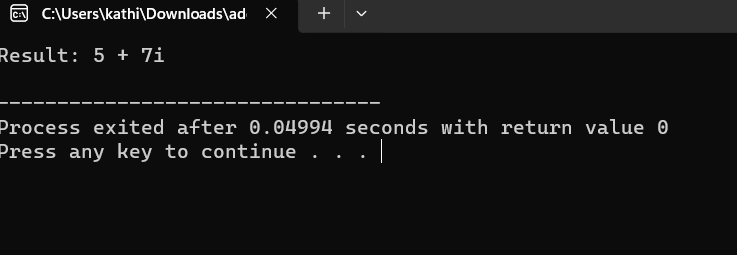 C:\Users\kathi\Downloads\ad
Result: 5 + 7i
--------------------------------
Process exited after 0.04994 seconds with return value 0
Press any key to continue . . .